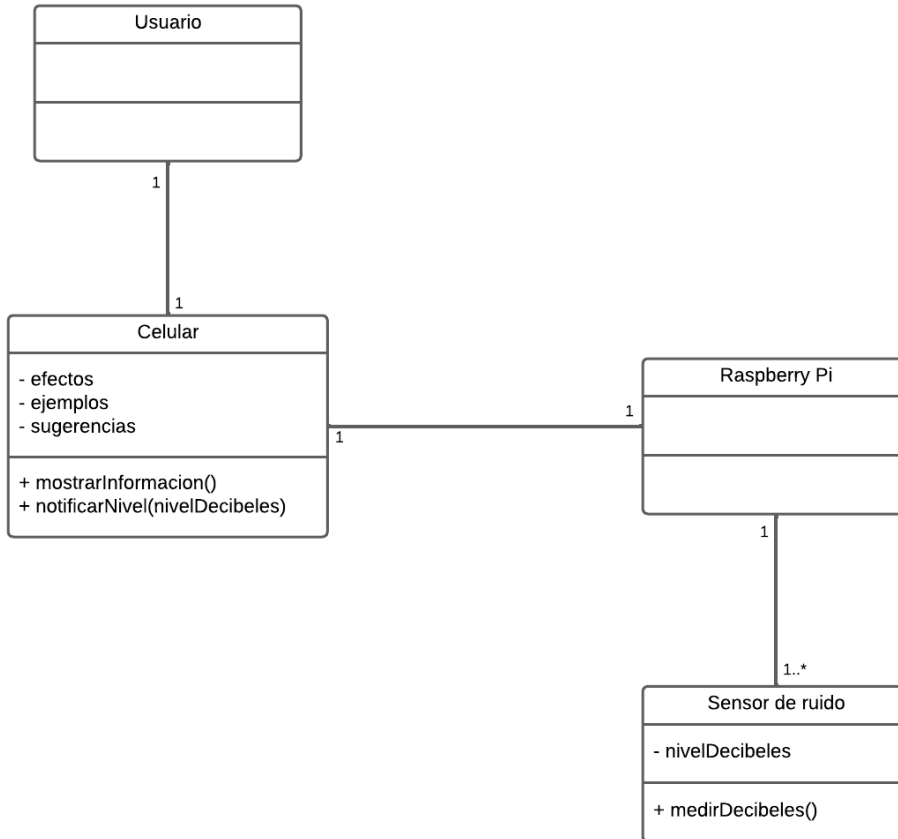 Usuario
1
1
Celular
- efectos
- ejemplos
- sugerencias
+ mostrarInformacion()
+ notificarNivel(nivelDecibeles)
1
1
Raspberry Pi
1
1..*
Sensor de ruido
- nivelDecibeles
+ medirDecibeles()